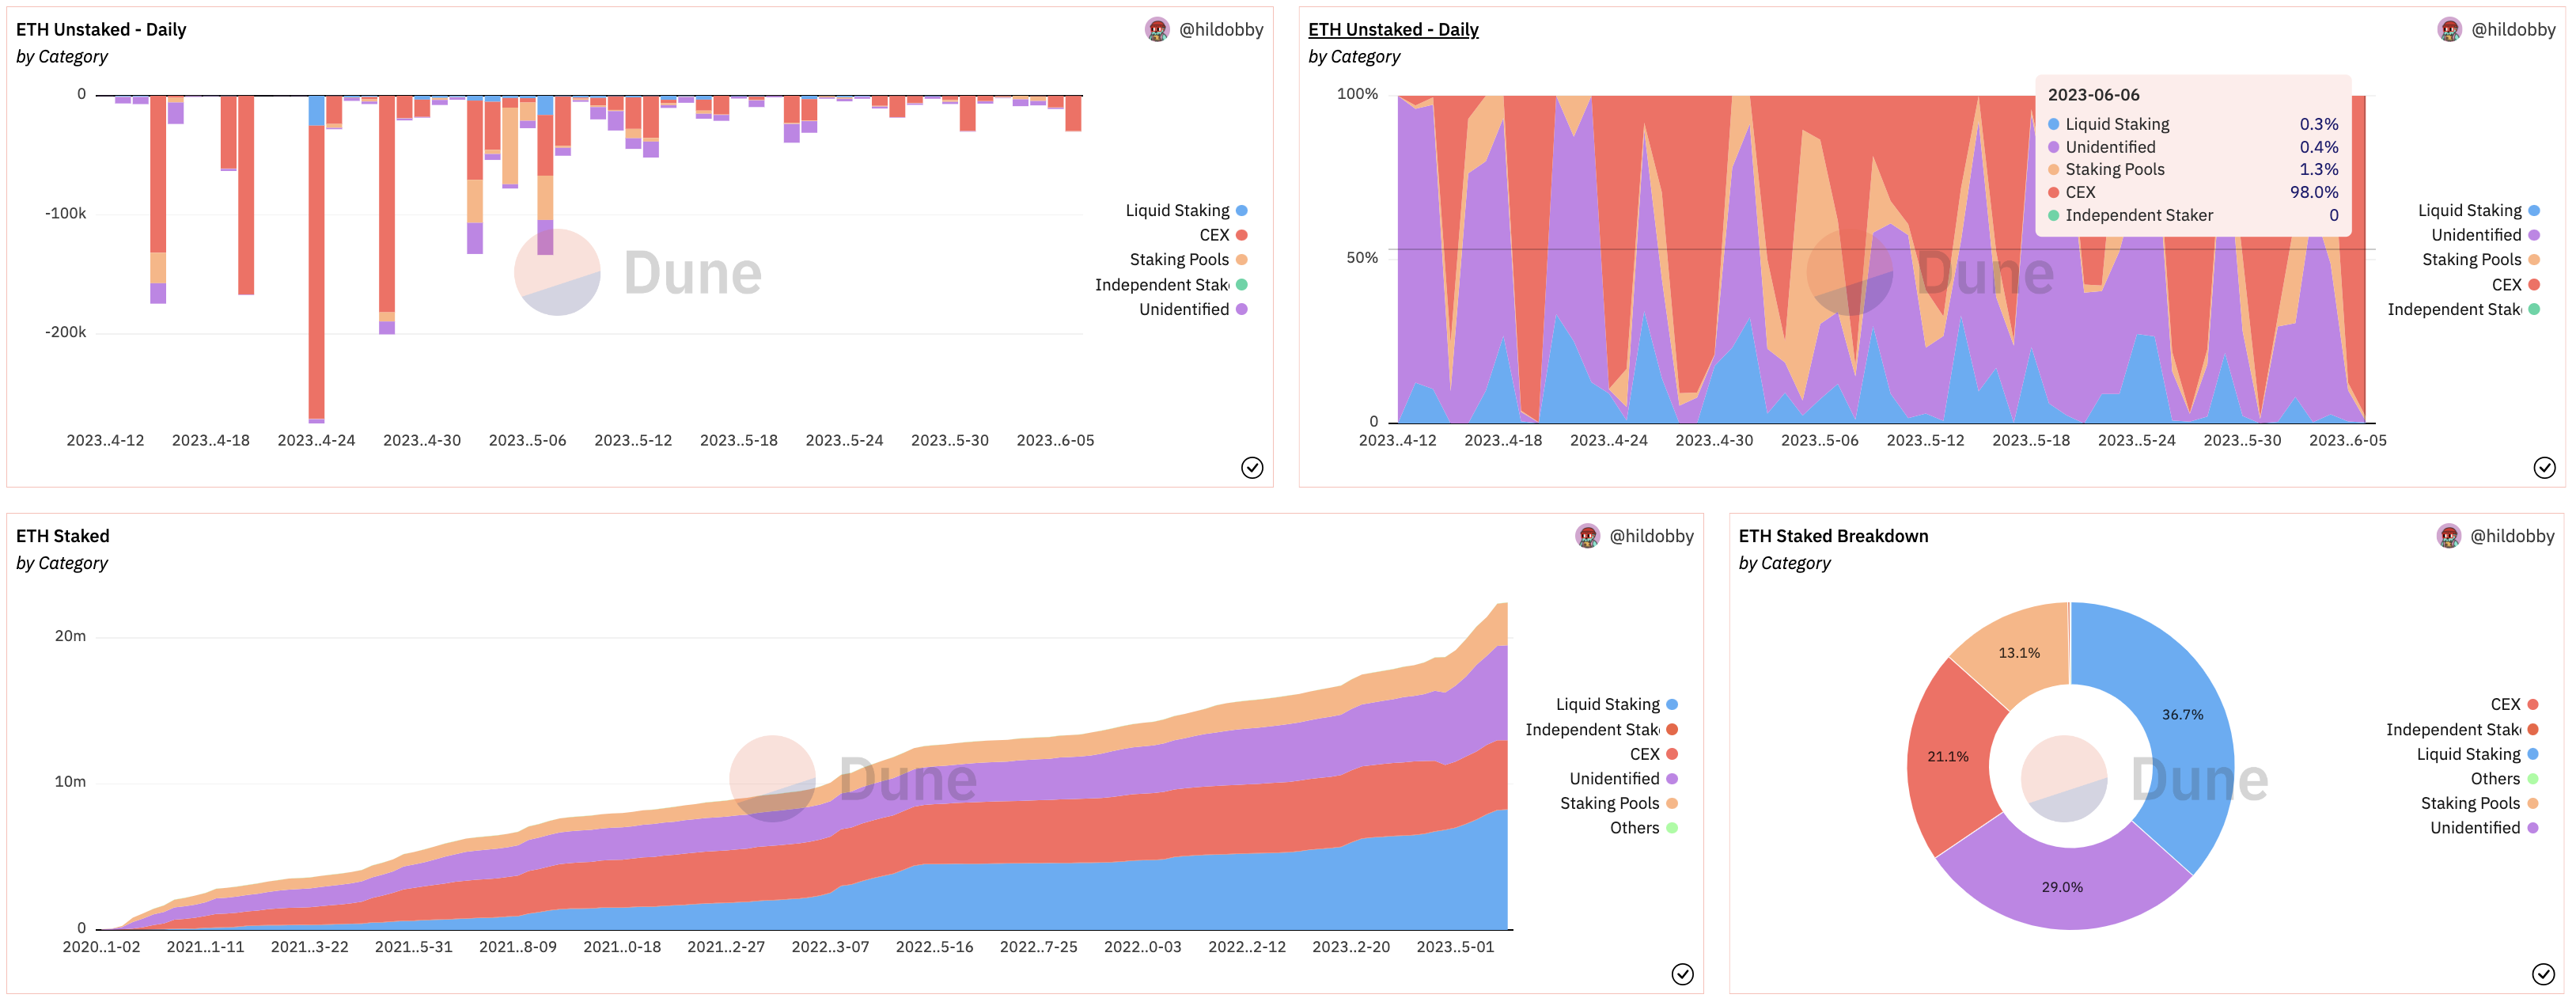 ETH Unstaked - Daily
@hildobby
by Category
0
-100k
-200k
2023..4-12 2023..4-18 2023..4-24 2023..4-30 2023..5-06 2023..5-12 2023..5-18 2023..5-24 2023..5-30 2023..6-05
Liquid Staking
CEX
Staking Pools
Independent Stak
Unidentified
Dune
ETH Unstaked - Daily
@hildobby
by Category
100%
50%
0
2023..4-12 2023..4-18 2023..4-24 2023..4-30 2023..5-06 2023..5-12 2023..5-18 2023..5-24 2023..5-30 2023..6-05
2023-06-06
Liquid Staking 0.3%
Unidentified 0.4%
Staking Pools 1.3%
CEX 98.0%
Independent Staker 0
Liquid Staking
Unidentified
Staking Pools
CEX
Independent Stak
Dune
ETH Staked
@hildobby
by Category
20m
10m
0
2020..1-02 2021..1-11 2021..3-22 2021..5-31 2021..8-09 2021..0-18 2021..2-27 2022..3-07 2022..5-16 2022..7-25 2022..0-03 2022..2-12 2023..2-20 2023..5-01
Liquid Staking
Independent Stak
CEX
Unidentified
Staking Pools
Others
Dune
ETH Staked Breakdown
@hildobby
by Category
13.1%
36.7%
21.1%
29.0%
Dune
CEX
Independent Stak
Liquid Staking
Others
Staking Pools
Unidentified